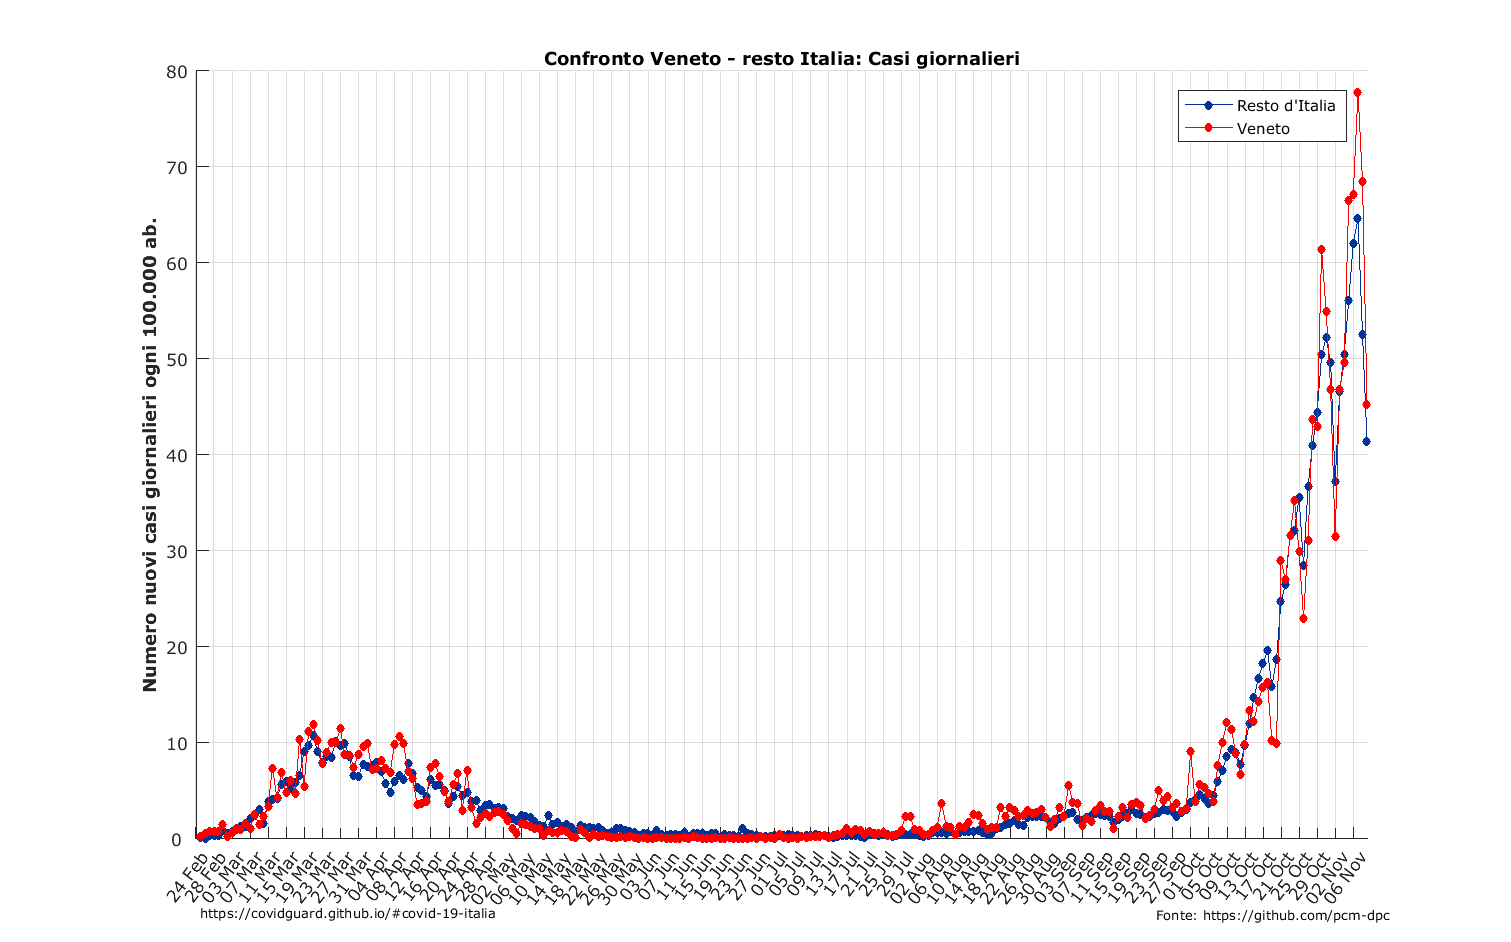 Confronto Veneto - resto Italia: Casi giornalieri
Resto d'Italia
Veneto
Numero nuovi casi giornalieri ogni 100.000 ab.
80
70
60
50
40
30
20
10
0
24 Feb
28 Feb
03 Mar
07 Mar
11 Mar
15 Mar
19 Mar
23 Mar
27 Mar
31 Mar
04 Apr
08 Apr
12 Apr
16 Apr
20 Apr
24 Apr
28 Apr
02 May
06 May
10 May
14 May
18 May
22 May
26 May
30 May
03 Jun
07 Jun
11 Jun
15 Jun
19 Jun
23 Jun
27 Jun
01 Jul
05 Jul
09 Jul
13 Jul
17 Jul
21 Jul
25 Jul
29 Jul
02 Aug
06 Aug
10 Aug
14 Aug
18 Aug
22 Aug
26 Aug
30 Aug
03 Sep
07 Sep
11 Sep
15 Sep
19 Sep
23 Sep
27 Sep
01 Oct
05 Oct
09 Oct
13 Oct
17 Oct
21 Oct
25 Oct
29 Oct
02 Nov
06 Nov
https://covidguard.github.io/#covid-19-italia
Fonte: https://github.com/pcm-dpc